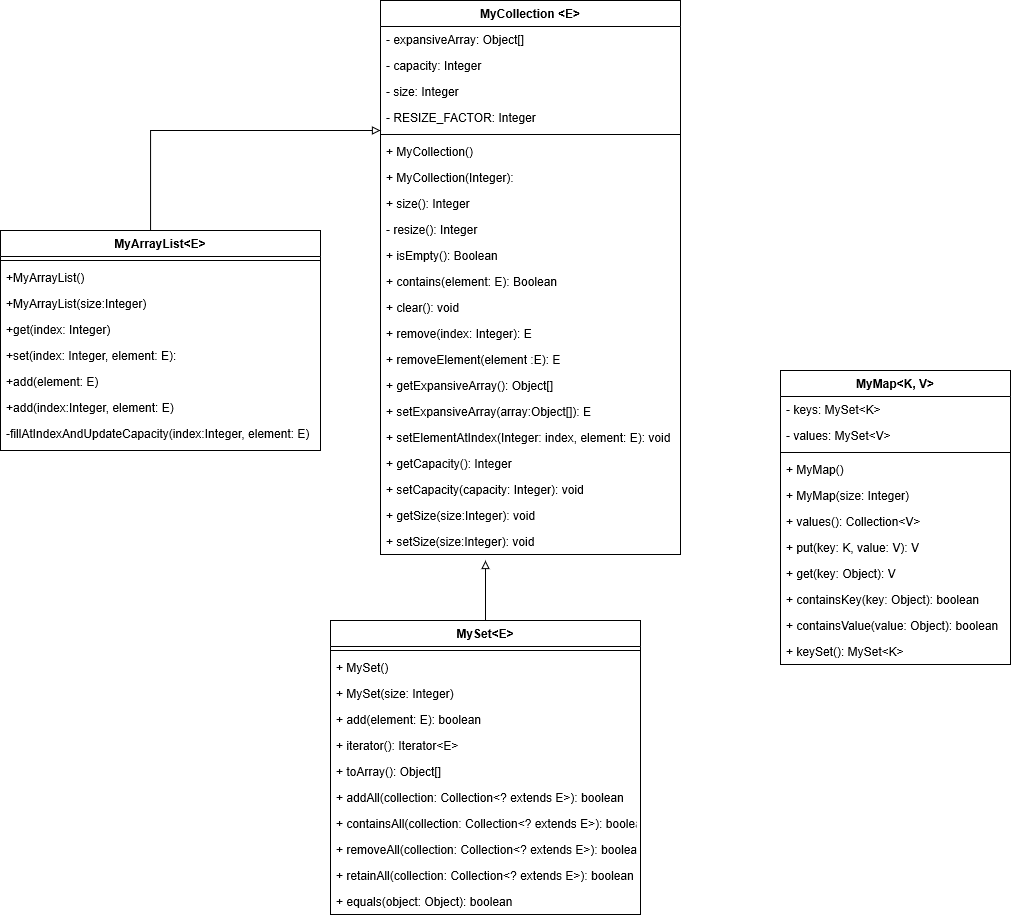 MyCollection <E>
- expansiveArray: Object[]
- capacity: Integer
- size: Integer
- RESIZE_FACTOR: Integer
+ MyCollection()
+ MyCollection(Integer):
+ size(): Integer
- resize(): Integer
+ isEmpty(): Boolean
+ contains(element: E): Boolean
+ clear(): void
+ remove(index: Integer): E
+ removeElement(element :E): E
+ getExpansiveArray(): Object[]
+ setExpansiveArray(array:Object[]): E
+ setElementAtIndex(Integer: index, element: E): void
+ getCapacity(): Integer
+ setCapacity(capacity: Integer): void
+ getSize(size:Integer): void
+ setSize(size:Integer): void
MyArrayList<E>
+MyArrayList()
+MyArrayList(size:Integer)
+get(index: Integer)
+set(index: Integer, element: E):
+add(element: E)
+add(index:Integer, element: E)
-fillAtIndexAndUpdateCapacity(index:Integer, element: E)
MyMap<K, V>
- keys: MySet<K>
- values: MySet<V>
+ MyMap()
+ MyMap(size: Integer)
+ values(): Collection<V>
+ put(key: K, value: V): V
+ get(key: Object): V
+ containsKey(key: Object): boolean
+ containsValue(value: Object): boolean
+ keySet(): MySet<K>
MySet<E>
+ MySet()
+ MySet(size: Integer)
+ add(element: E): boolean
+ iterator(): Iterator<E>
+ toArray(): Object[]
+ addAll(collection: Collection<? extends E>): boolean
+ containsAll(collection: Collection<? extends E>): boole
+ removeAll(collection: Collection<? extends E>): boolea
+ retainAll(collection: Collection<? extends E>): boolean
+ equals(object: Object): boolean